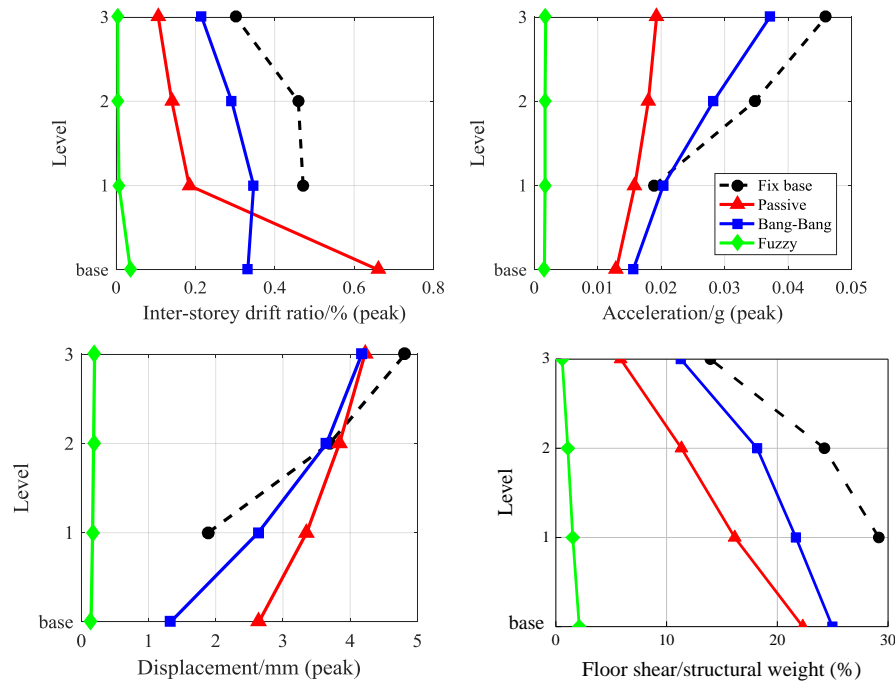 3
2
1
base
Level
0
0.2
0.4
0.6
0.8
Inter-storey drift ratio/% (peak)
3
2
1
base
Level
0
0.01
0.02
0.03
0.04
0.05
Acceleration/g (peak)
Fix base
Passive
Bang-Bang
Fuzzy
3
2
1
base
Level
0
1
2
3
4
5
Displacement/mm (peak)
3
2
1
base
Level
0
10
20
30
Floor shear/structural weight (%)